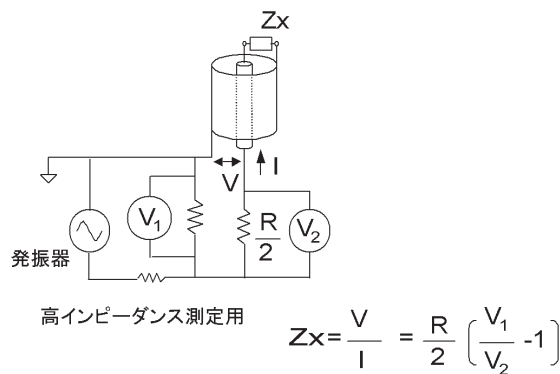 Zx
I
V
V1
R
2
V2
発振器
高インピーダンス測定用
Zx = V/I = R/2 [V1/V2 -1]